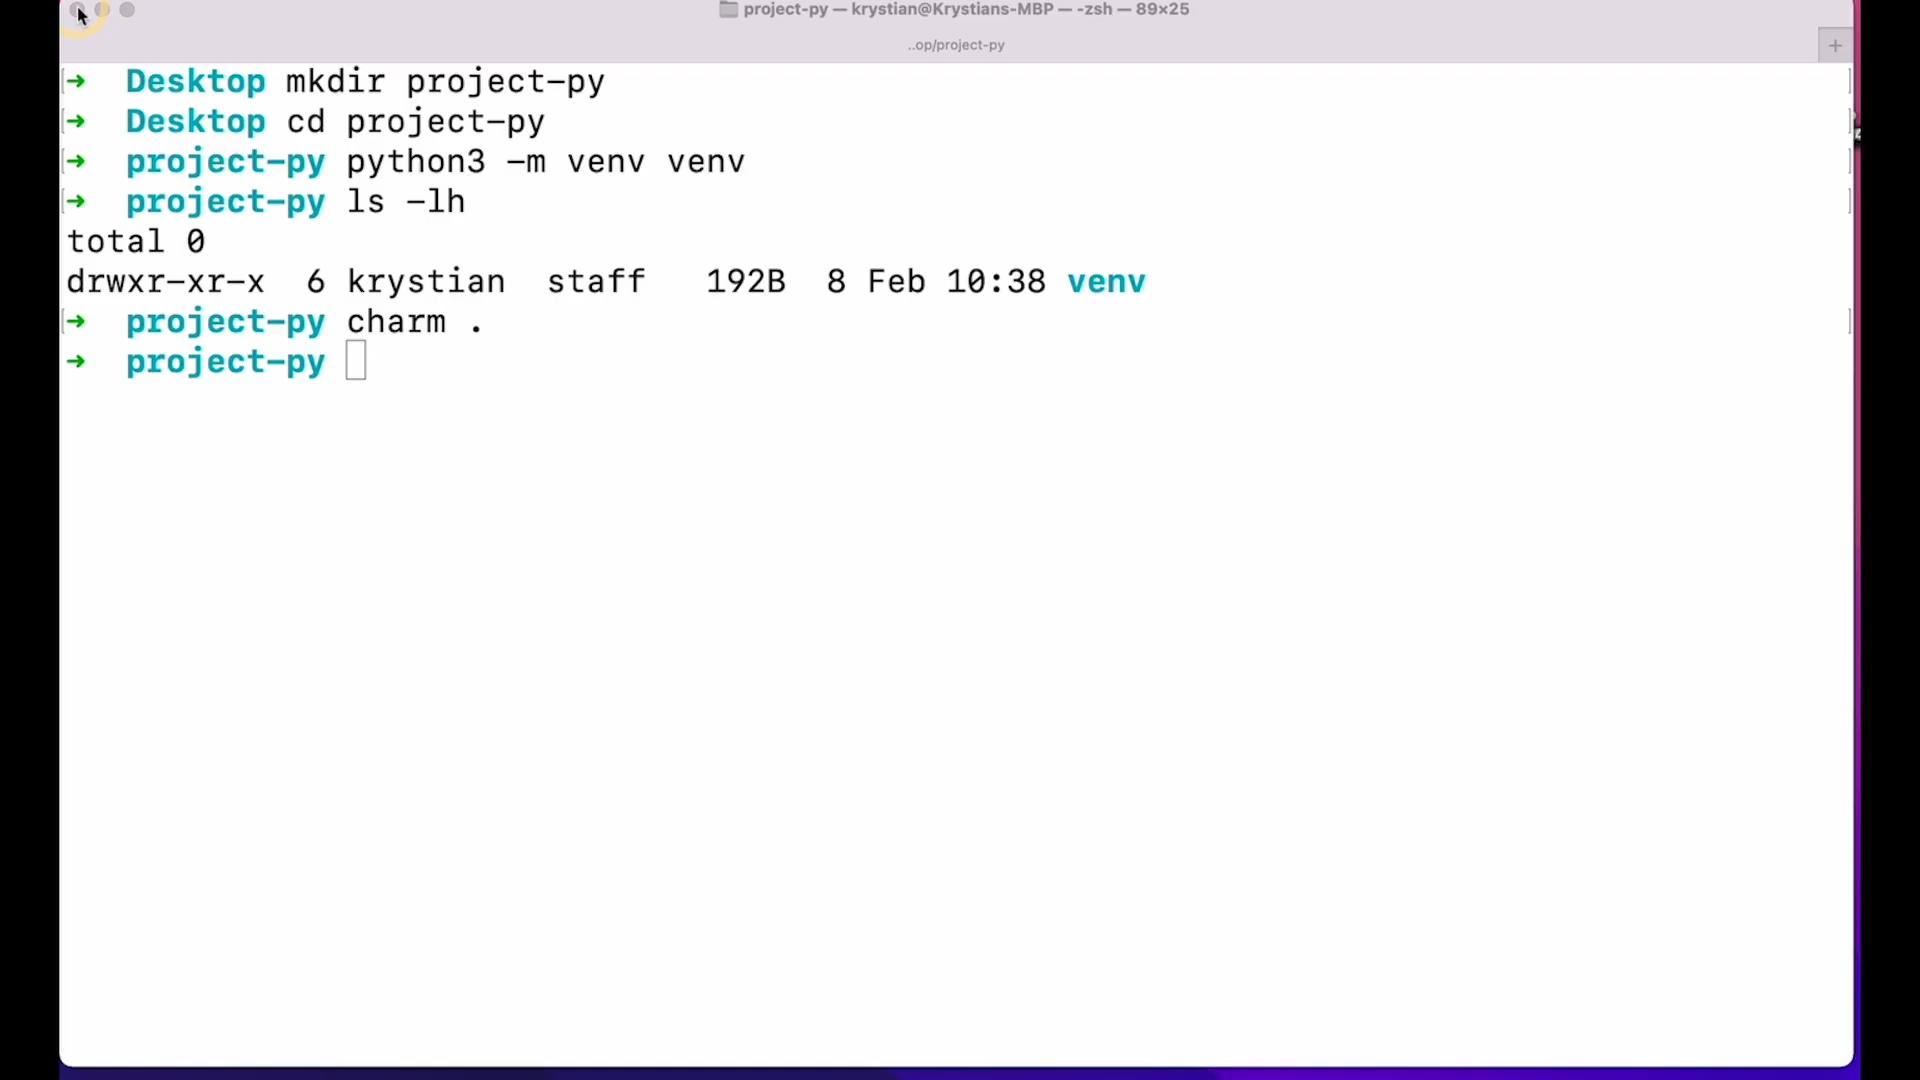 project-py — krystian@Krystians-MBP — -zsh — 89×25
..op/project-py
+
[➜ Desktop mkdir project-py ]
[➜ Desktop cd project-py ]
[➜ project-py python3 -m venv venv ]
[➜ project-py ls -lh ]
total 0
drwxr-xr-x  6 krystian  staff   192B  8 Feb 10:38 venv
[➜ project-py charm . ]
➜ project-py